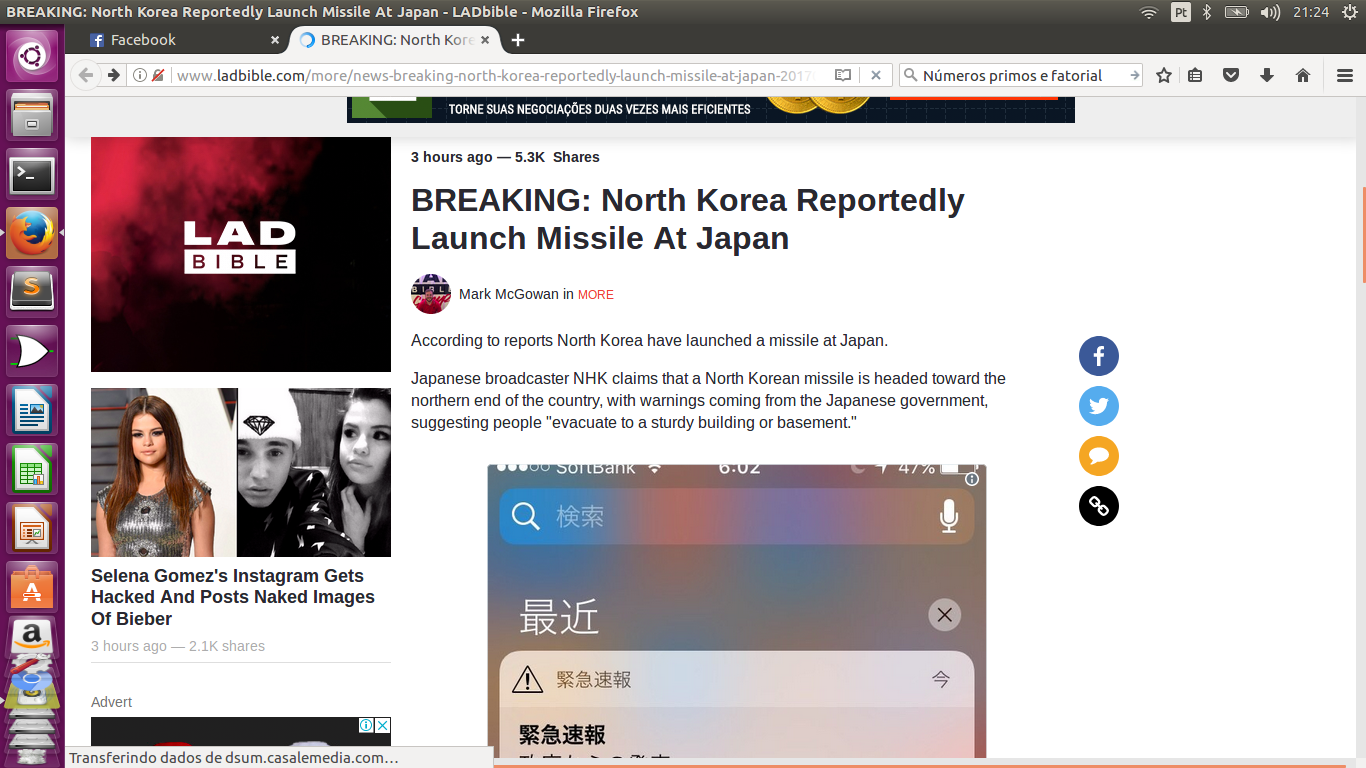 BREAKING: North Korea Reportedly Launch Missile At Japan - LADbible - Mozilla Firefox
Pt
21:24
Facebook
BREAKING: North Kore
www.ladbible.com/more/news-breaking-north-korea-reportedly-launch-missile-at-japan-2017
Números primos e fatorial
TORNE SUAS NEGOCIAÇÕES DUAS VEZES MAIS EFICIENTES
LAD
BIBLE
3 hours ago — 5.3K Shares
BREAKING: North Korea Reportedly
Launch Missile At Japan
Mark McGowan in MORE
According to reports North Korea have launched a missile at Japan.
Japanese broadcaster NHK claims that a North Korean missile is headed toward the
northern end of the country, with warnings coming from the Japanese government,
suggesting people "evacuate to a sturdy building or basement."
SoftBank
6:02
47%
検索
最近
緊急速報
今
緊急速報
Selena Gomez's Instagram Gets
Hacked And Posts Naked Images
Of Bieber
3 hours ago — 2.1K shares
Advert
Transferindo dados de dsum.casalemedia.com…